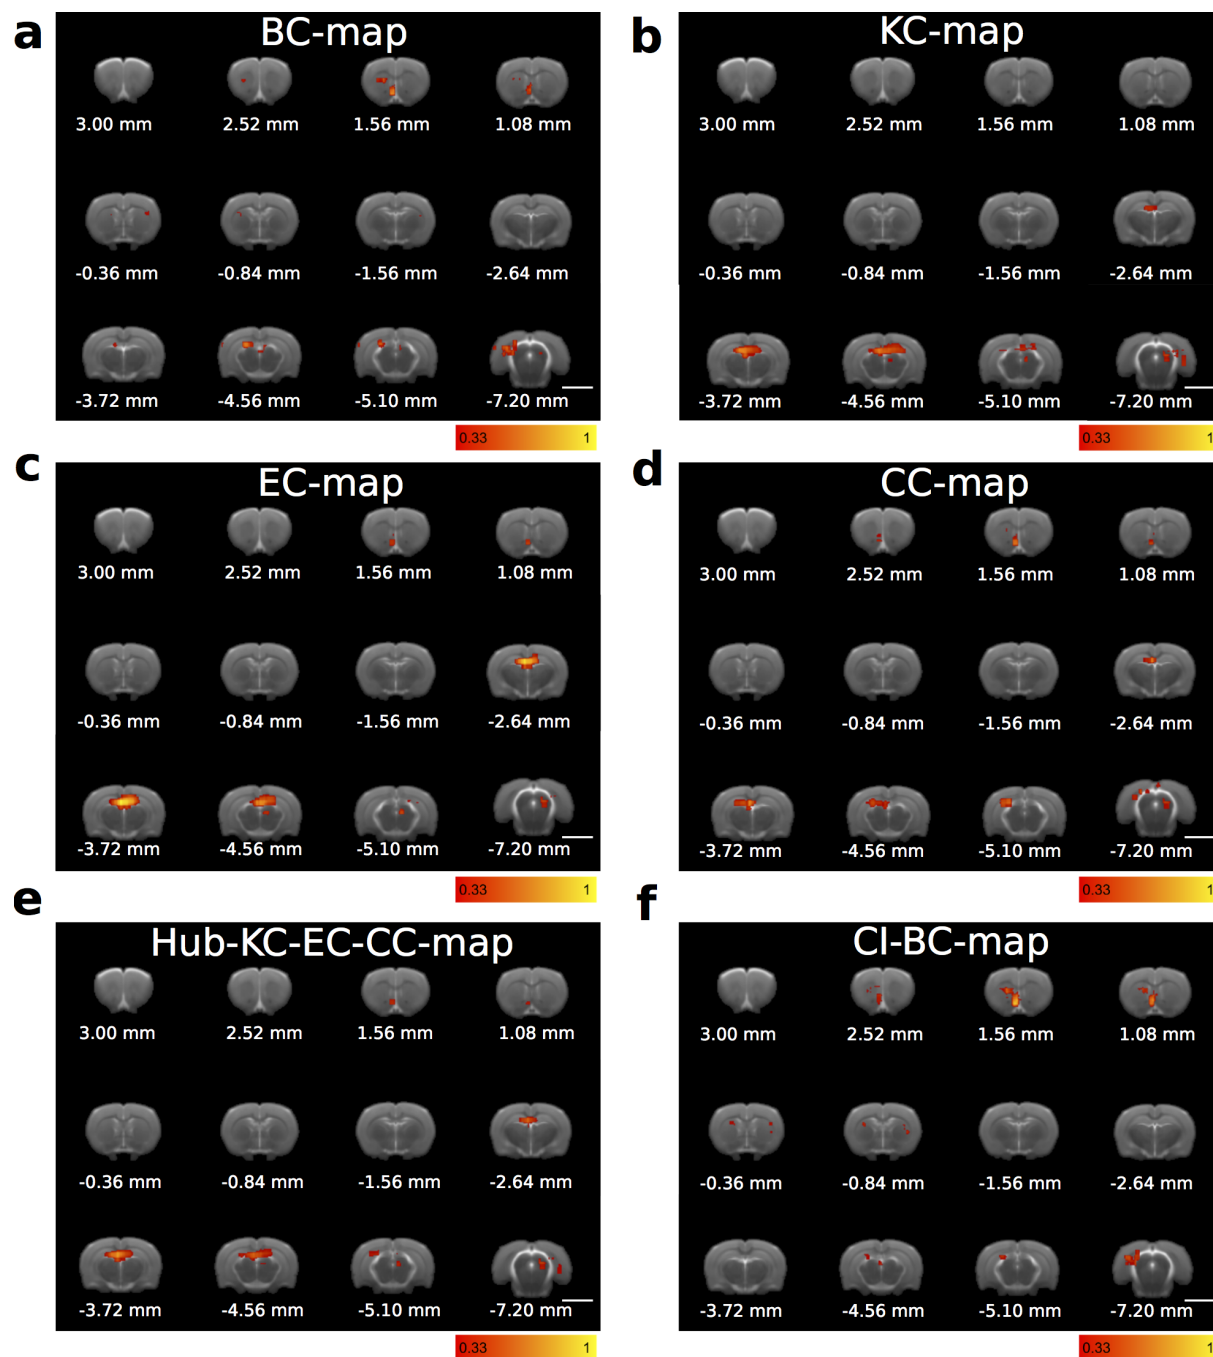 a
BC-map
3.00 mm 2.52 mm 1.56 mm 1.08 mm
-0.36 mm -0.84 mm -1.56 mm -2.64 mm
-3.72 mm -4.56 mm -5.10 mm -7.20 mm
0.33 1
b
KC-map
3.00 mm 2.52 mm 1.56 mm 1.08 mm
-0.36 mm -0.84 mm -1.56 mm -2.64 mm
-3.72 mm -4.56 mm -5.10 mm -7.20 mm
0.33 1
c
EC-map
3.00 mm 2.52 mm 1.56 mm 1.08 mm
-0.36 mm -0.84 mm -1.56 mm -2.64 mm
-3.72 mm -4.56 mm -5.10 mm -7.20 mm
0.33 1
d
CC-map
3.00 mm 2.52 mm 1.56 mm 1.08 mm
-0.36 mm -0.84 mm -1.56 mm -2.64 mm
-3.72 mm -4.56 mm -5.10 mm -7.20 mm
0.33 1
e
Hub-KC-EC-CC-map
3.00 mm 2.52 mm 1.56 mm 1.08 mm
-0.36 mm -0.84 mm -1.56 mm -2.64 mm
-3.72 mm -4.56 mm -5.10 mm -7.20 mm
0.33 1
f
CI-BC-map
3.00 mm 2.52 mm 1.56 mm 1.08 mm
-0.36 mm -0.84 mm -1.56 mm -2.64 mm
-3.72 mm -4.56 mm -5.10 mm -7.20 mm
0.33 1